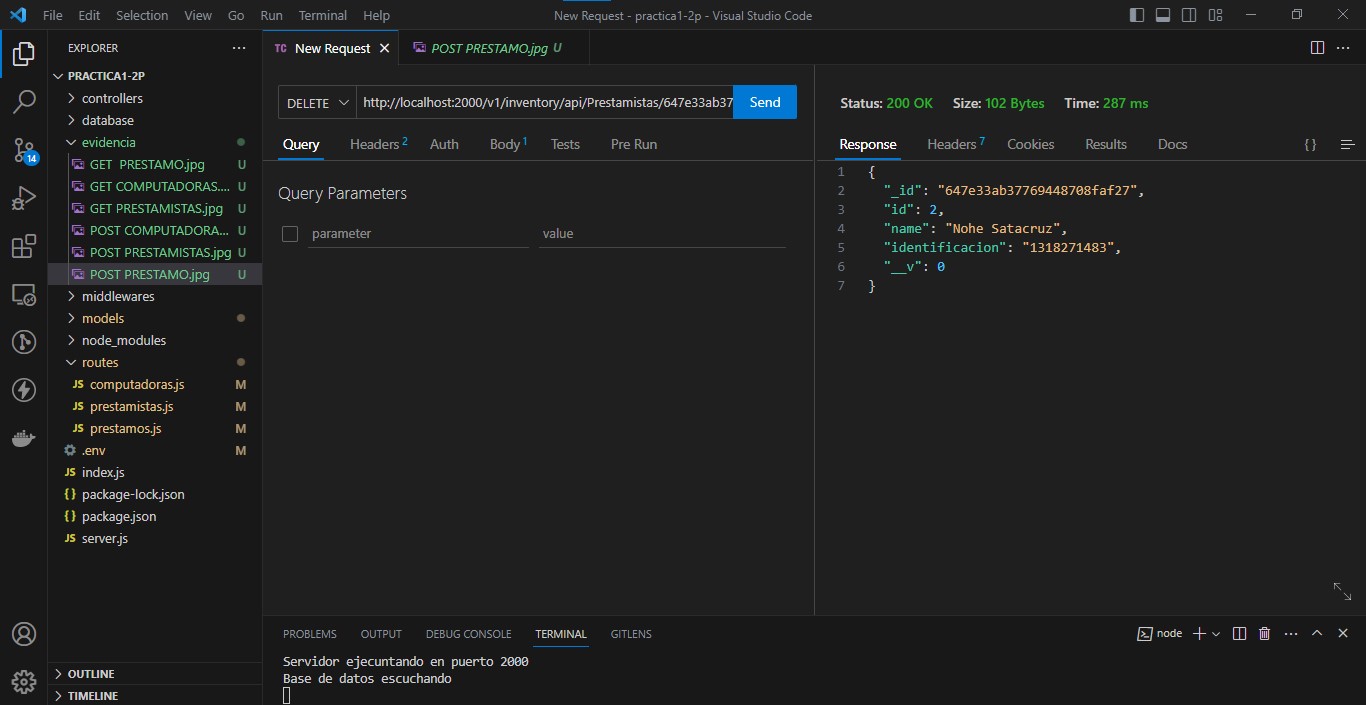 File Edit Selection View Go Run Terminal Help
New Request - practica1-2p - Visual Studio Code
EXPLORER
PRACTICA1-2P
controllers
database
evidencia
GET  PRESTAMO.jpg U
GET COMPUTADORAS.... U
GET PRESTAMISTAS.jpg U
POST COMPUTADORA... U
POST PRESTAMISTAS.jpg U
POST PRESTAMO.jpg U
middlewares
models
node_modules
routes
JS computadoras.js M
JS prestamistas.js M
JS prestamos.js M
.env M
JS index.js
{} package-lock.json
{} package.json
JS server.js
OUTLINE
TIMELINE
14
TC New Request
POST PRESTAMO.jpg U
DELETE http://localhost:2000/v1/inventory/api/Prestamistas/647e33ab37 Send
Query Headers 2 Auth Body 1 Tests Pre Run
Query Parameters
parameter value
Status: 200 OK Size: 102 Bytes Time: 287 ms
Response Headers 7 Cookies Results Docs {}
1 {
2 "_id": "647e33ab37769448708faf27",
3 "id": 2,
4 "name": "Nohe Satacruz",
5 "identificacion": "1318271483",
6 "__v": 0
7 }
PROBLEMS OUTPUT DEBUG CONSOLE TERMINAL GITLENS
node
Servidor ejecuntando en puerto 2000
Base de datos escuchando